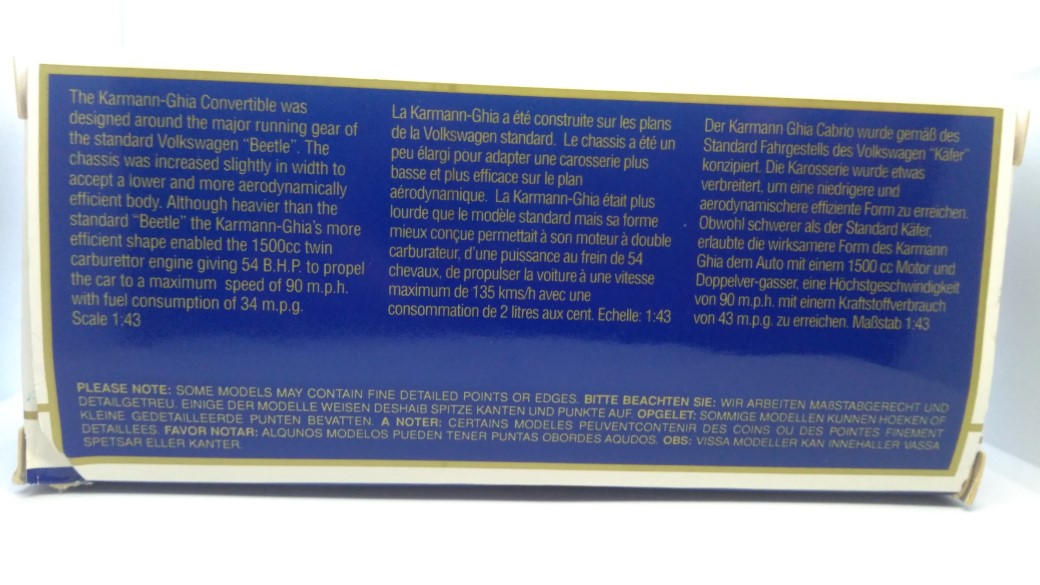 The Karmann-Ghia Convertible was
designed around the major running gear of
the standard Volkswagen "Beetle". The
chassis was increased slightly in width to
accept a lower and more aerodynamically
efficient body. Although heavier than the
standard "Beetle" the Karmann-Ghia's more
efficient shape enabled the 1500cc twin
carburettor engine giving 54 B.H.P. to propel
the car to a maximum speed of 90 m.p.h.
with fuel consumption of 34 m.p.g.
Scale 1:43
La Karmann-Ghia a été construite sur les plans
de la Volkswagen standard. Le chassis a été un
peu élargi pour adapter une carosserie plus
basse et plus efficace sur le plan
aérodynamique. La Karmann-Ghia était plus
lourde que le modèle standard mais sa forme
mieux conçue permettait à son moteur à double
carburateur, d'une puissance au frein de 54
chevaux, de propulser la voiture à une vitesse
maximum de 135 kms/h avec une
consommation de 2 litres aux cent. Echelle: 1:43
Der Karmann Ghia Cabrio wurde gemäß des
Standard Fahrgestells des Volkswagen "Käfer"
konzipiert. Die Karosserie wurde etwas
verbreitert, um eine niedrigere und
aerodynamischere effiziente Form zu erreichen.
Obwohl schwerer als der Standard Käfer,
erlaubte die wirksamere Form des Karmann
Ghia dem Auto mit einem 1500 cc Motor und
Doppelver-gasser, eine Höchstgeschwindigkeit
von 90 m.p.h. mit einem Kraftstoffverbrauch
von 43 m.p.g. zu erreichen. Maßstab 1:43
PLEASE NOTE: SOME MODELS MAY CONTAIN FINE DETAILED POINTS OR EDGES. BITTE BEACHTEN SIE: WIR ARBEITEN MAßSTABGERECHT UND
DETAILGETREU. EINIGE DER MODELLE WEISEN DESHAIB SPITZE KANTEN UND PUNKTE AUF. OPGELET: SOMMIGE MODELLEN KUNNEN HOEKEN OF
KLEINE GEDETAILLEERDE PUNTEN BEVATTEN. A NOTER: CERTAINS MODELES PEUVENTCONTENIR DES COINS OU DES POINTES FINEMENT
DETAILLEES. FAVOR NOTAR: ALQUNOS MODELOS PUEDEN TENER PUNTAS OBORDES AQUDOS. OBS: VISSA MODELLER KAN INNEHALLER VASSA
SPETSAR ELLER KANTER.